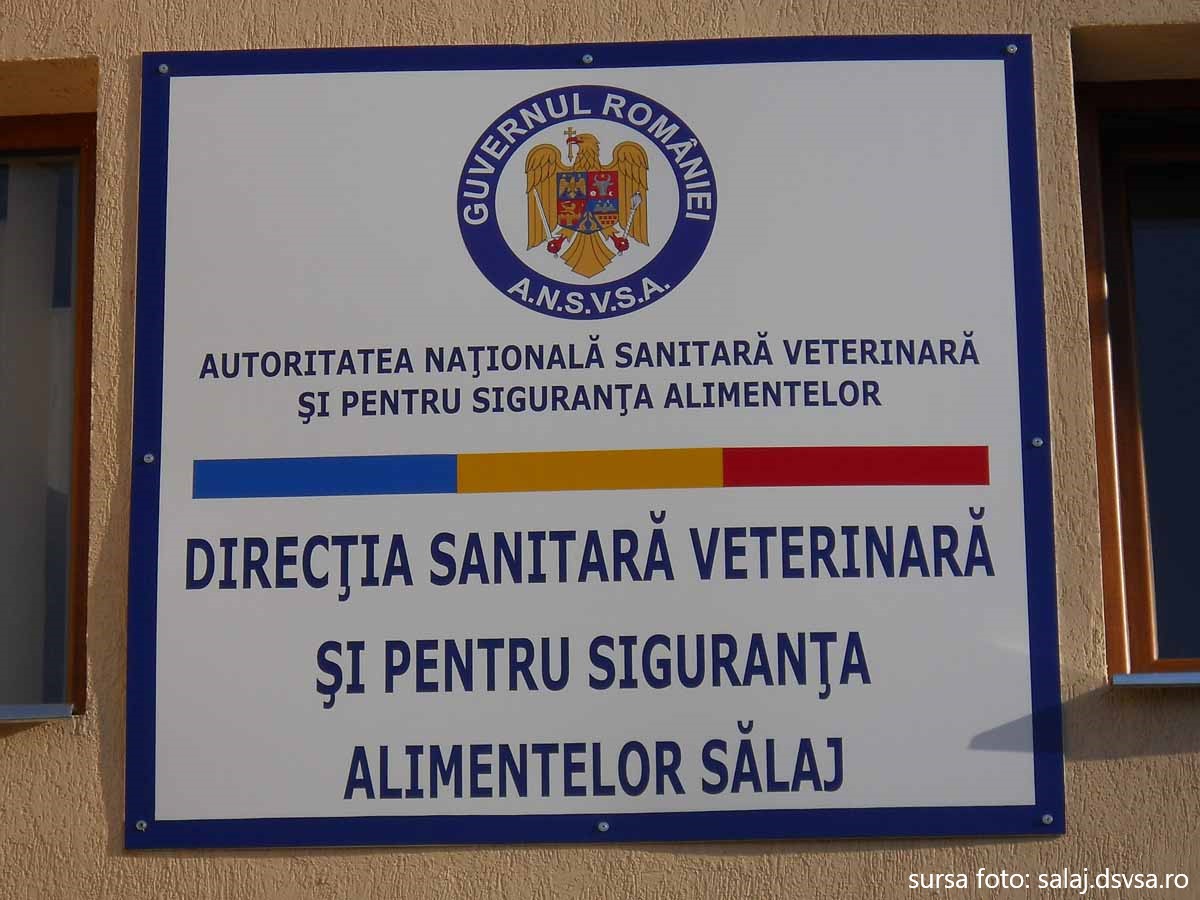 GUVERNUL ROMÂNIEI
A.N.S.V.S.A.
AUTORITATEA NAŢIONALĂ SANITARĂ VETERINARĂ
ŞI PENTRU SIGURANŢA ALIMENTELOR
DIRECŢIA SANITARĂ VETERINARĂ
ŞI PENTRU SIGURANŢA
ALIMENTELOR SĂLAJ
sursa foto: salaj.dsvsa.ro